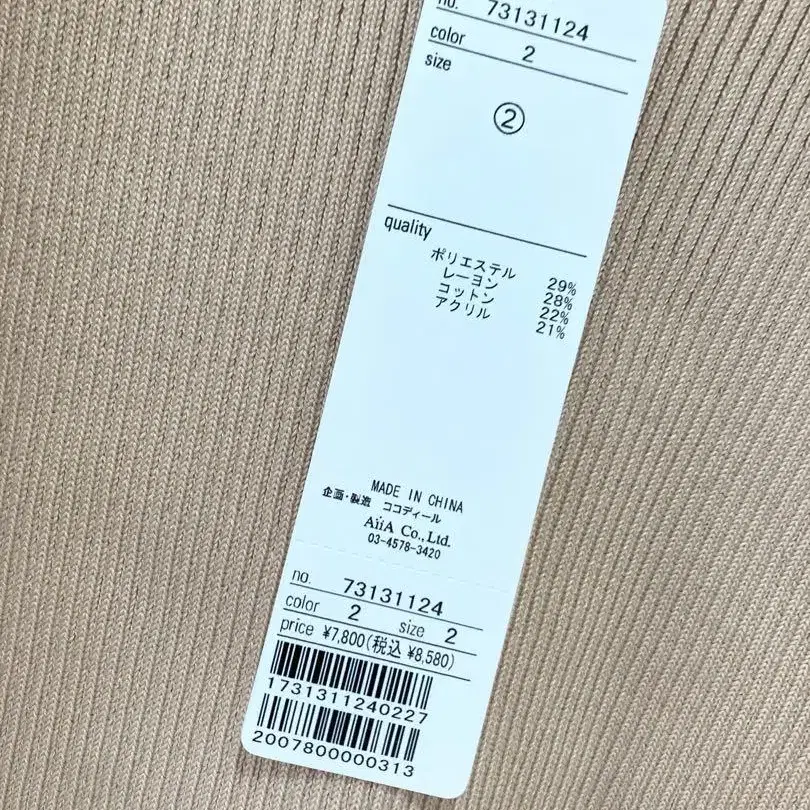 no. 73131124
color 2
size
②
quality
ポリエステル 29%
レーヨン 28%
コットン 22%
アクリル 21%
MADE IN CHINA
企画・製造 ココディール
AiiA Co.,Ltd.
03-4578-3420
no. 73131124
color 2 size 2
price ¥7,800(税込 ¥8,580)
1731311240227
2007800000313